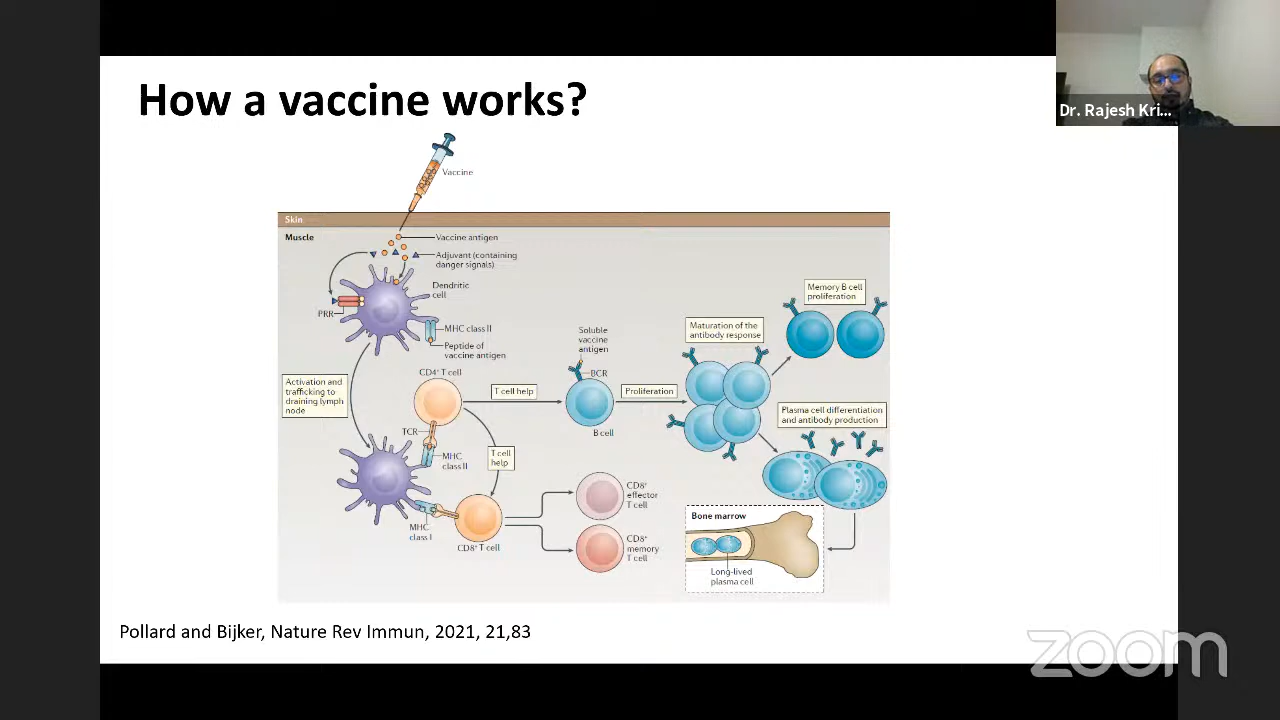 How a vaccine works?
Dr. Rajesh Kri...
Vaccine
Skin
Muscle
Vaccine antigen
Adjuvant (containing
danger signals)
Dendritic
cell
PRR
MHC class II
Peptide of
vaccine antigen
Activation and
trafficking to
draining lymph
node
CD4⁺ T cell
TCR
MHC
class II
T cell help
T cell
help
Soluble
vaccine
antigen
BCR
B cell
Proliferation
Maturation of the
antibody response
Memory B cell
proliferation
Plasma cell differentiation
and antibody production
MHC
class I
CD8⁺ T cell
CD8⁺
effector
T cell
CD8⁺
memory
T cell
Bone marrow
Long-lived
plasma cell
Pollard and Bijker, Nature Rev Immun, 2021, 21,83
zoom